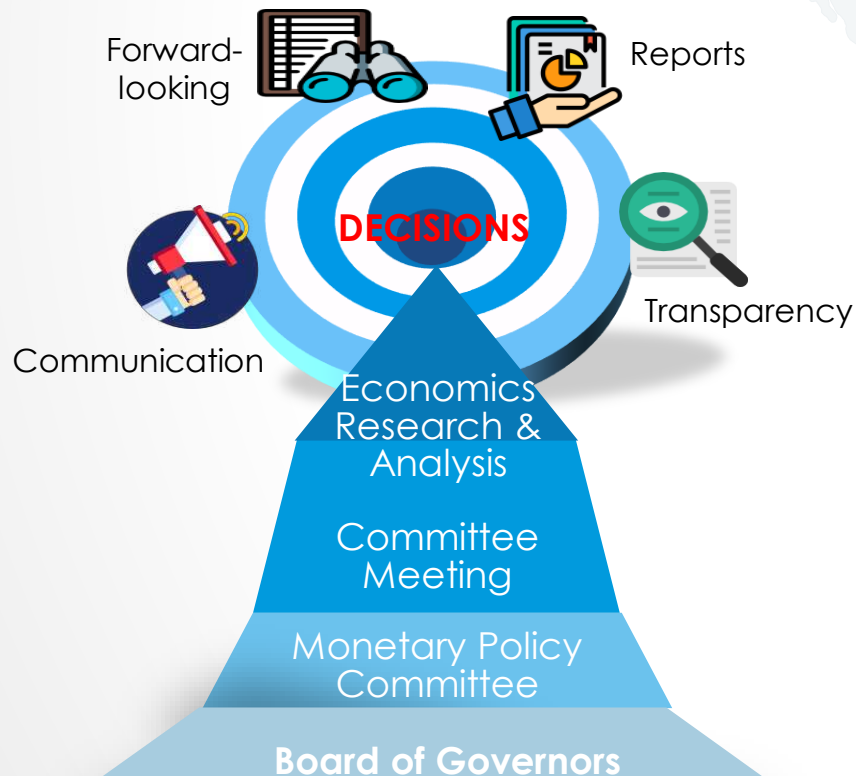 Forward-
looking
Reports
DECISIONS
Transparency
Communication
Economics
Research &
Analysis
Committee
Meeting
Monetary Policy
Committee
Board of Governors